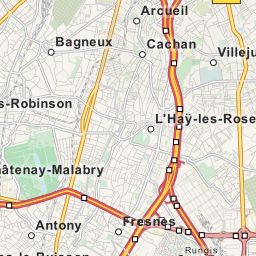 Arcueil
Bagneux
Cachan
Villeju
s-Robinson
L'Haÿ-les-Rose
hâtenay-Malabry
Antony
Fresnes
Rungis